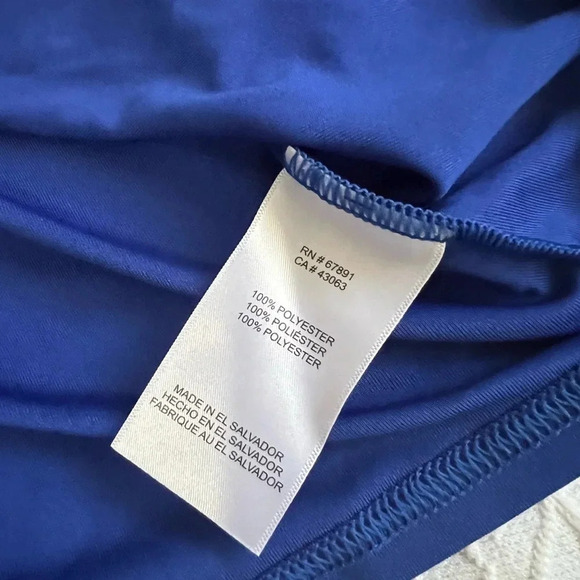 RN # 67891
CA # 43063
100% POLYESTER
100% POLIÉSTER
100% POLYESTER
MADE IN EL SALVADOR
HECHO EN EL SALVADOR
FABRIQUE AU EL SALVADOR